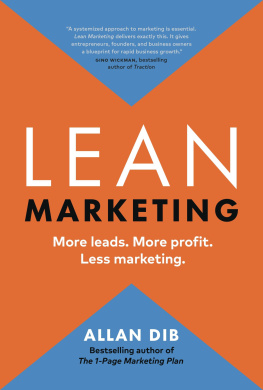 "A systemized approach to marketing is essential.
Lean Marketing delivers exactly this. It gives
entrepreneurs, founders, and business owners
a blueprint for rapid business growth."
GINO WICKMAN, bestselling
author of Traction
LEAN
MARKETING
More leads. More profit.
Less marketing.
ALLAN DIB
Bestselling author of
The 1-Page Marketing Plan